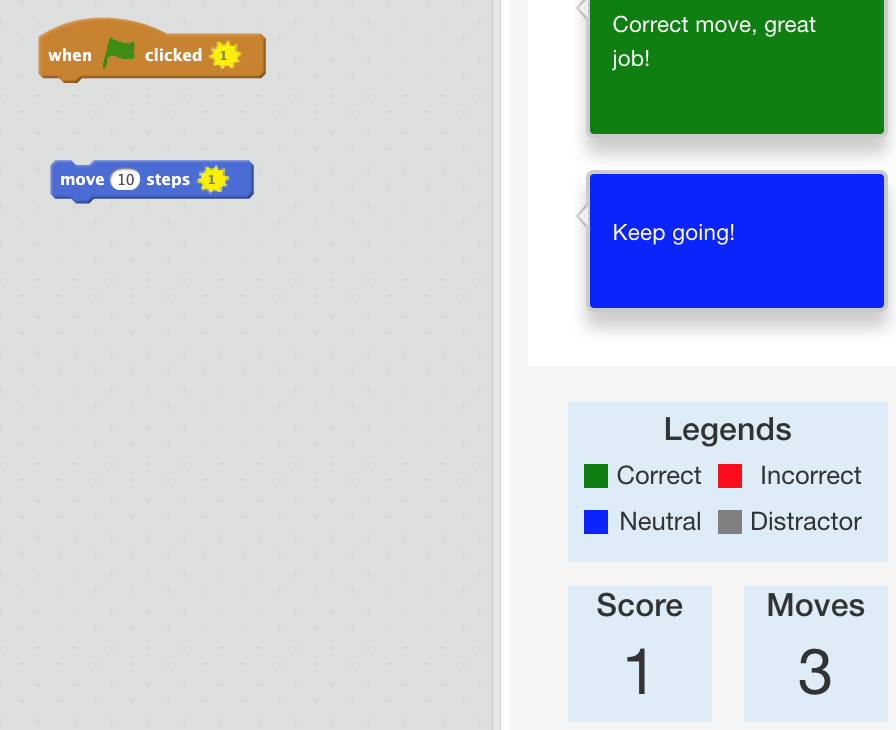 when clicked 1
move 10 steps 1
Correct move, great
job!
Keep going!
Legends
Correct Incorrect
Neutral Distractor
Score Moves
1 3